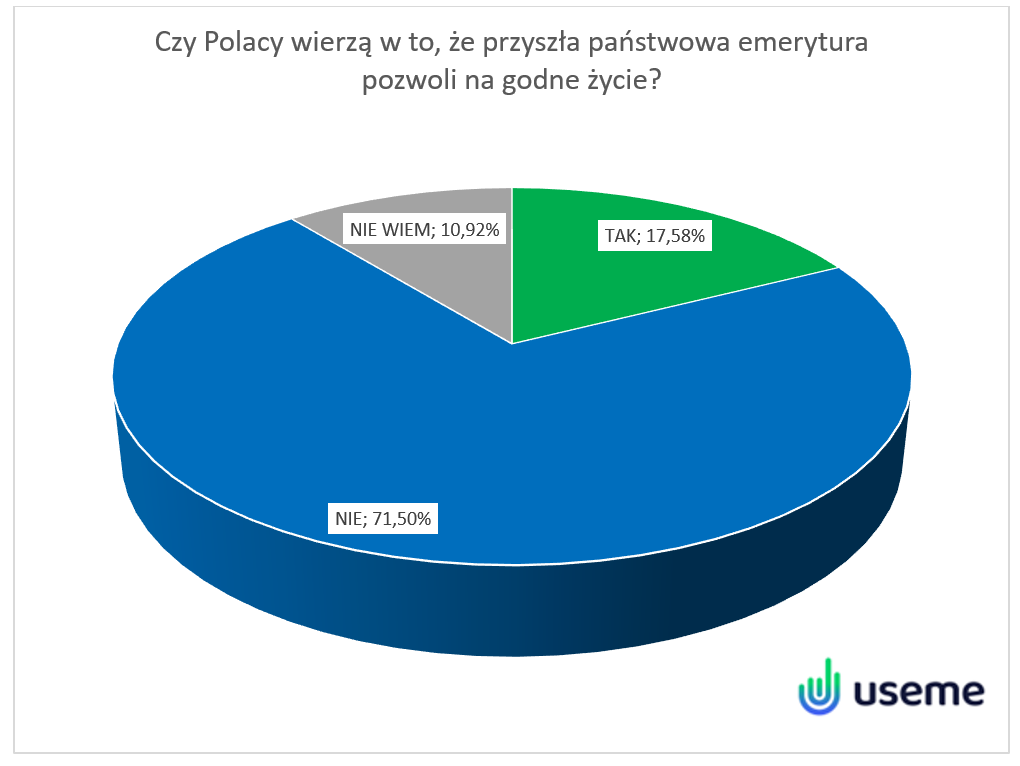 Czy Polacy wierzą w to, że przyszła państwowa emerytura
pozwoli na godne życie?
NIE WIEM; 10,92%
TAK; 17,58%
NIE; 71,50%
useme